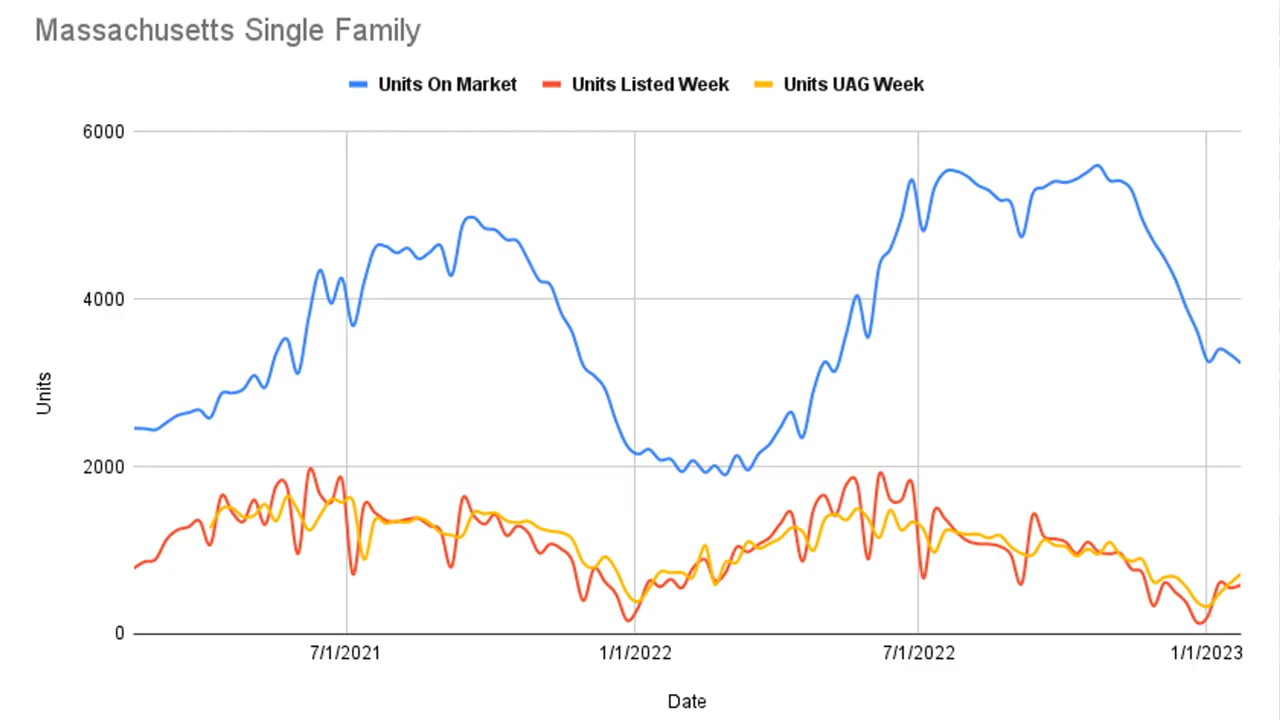 Massachusetts Single Family
Units On Market Units Listed Week Units UAG Week
6000
4000
2000
0
Units
7/1/2021 1/1/2022 7/1/2022 1/1/2023
Date